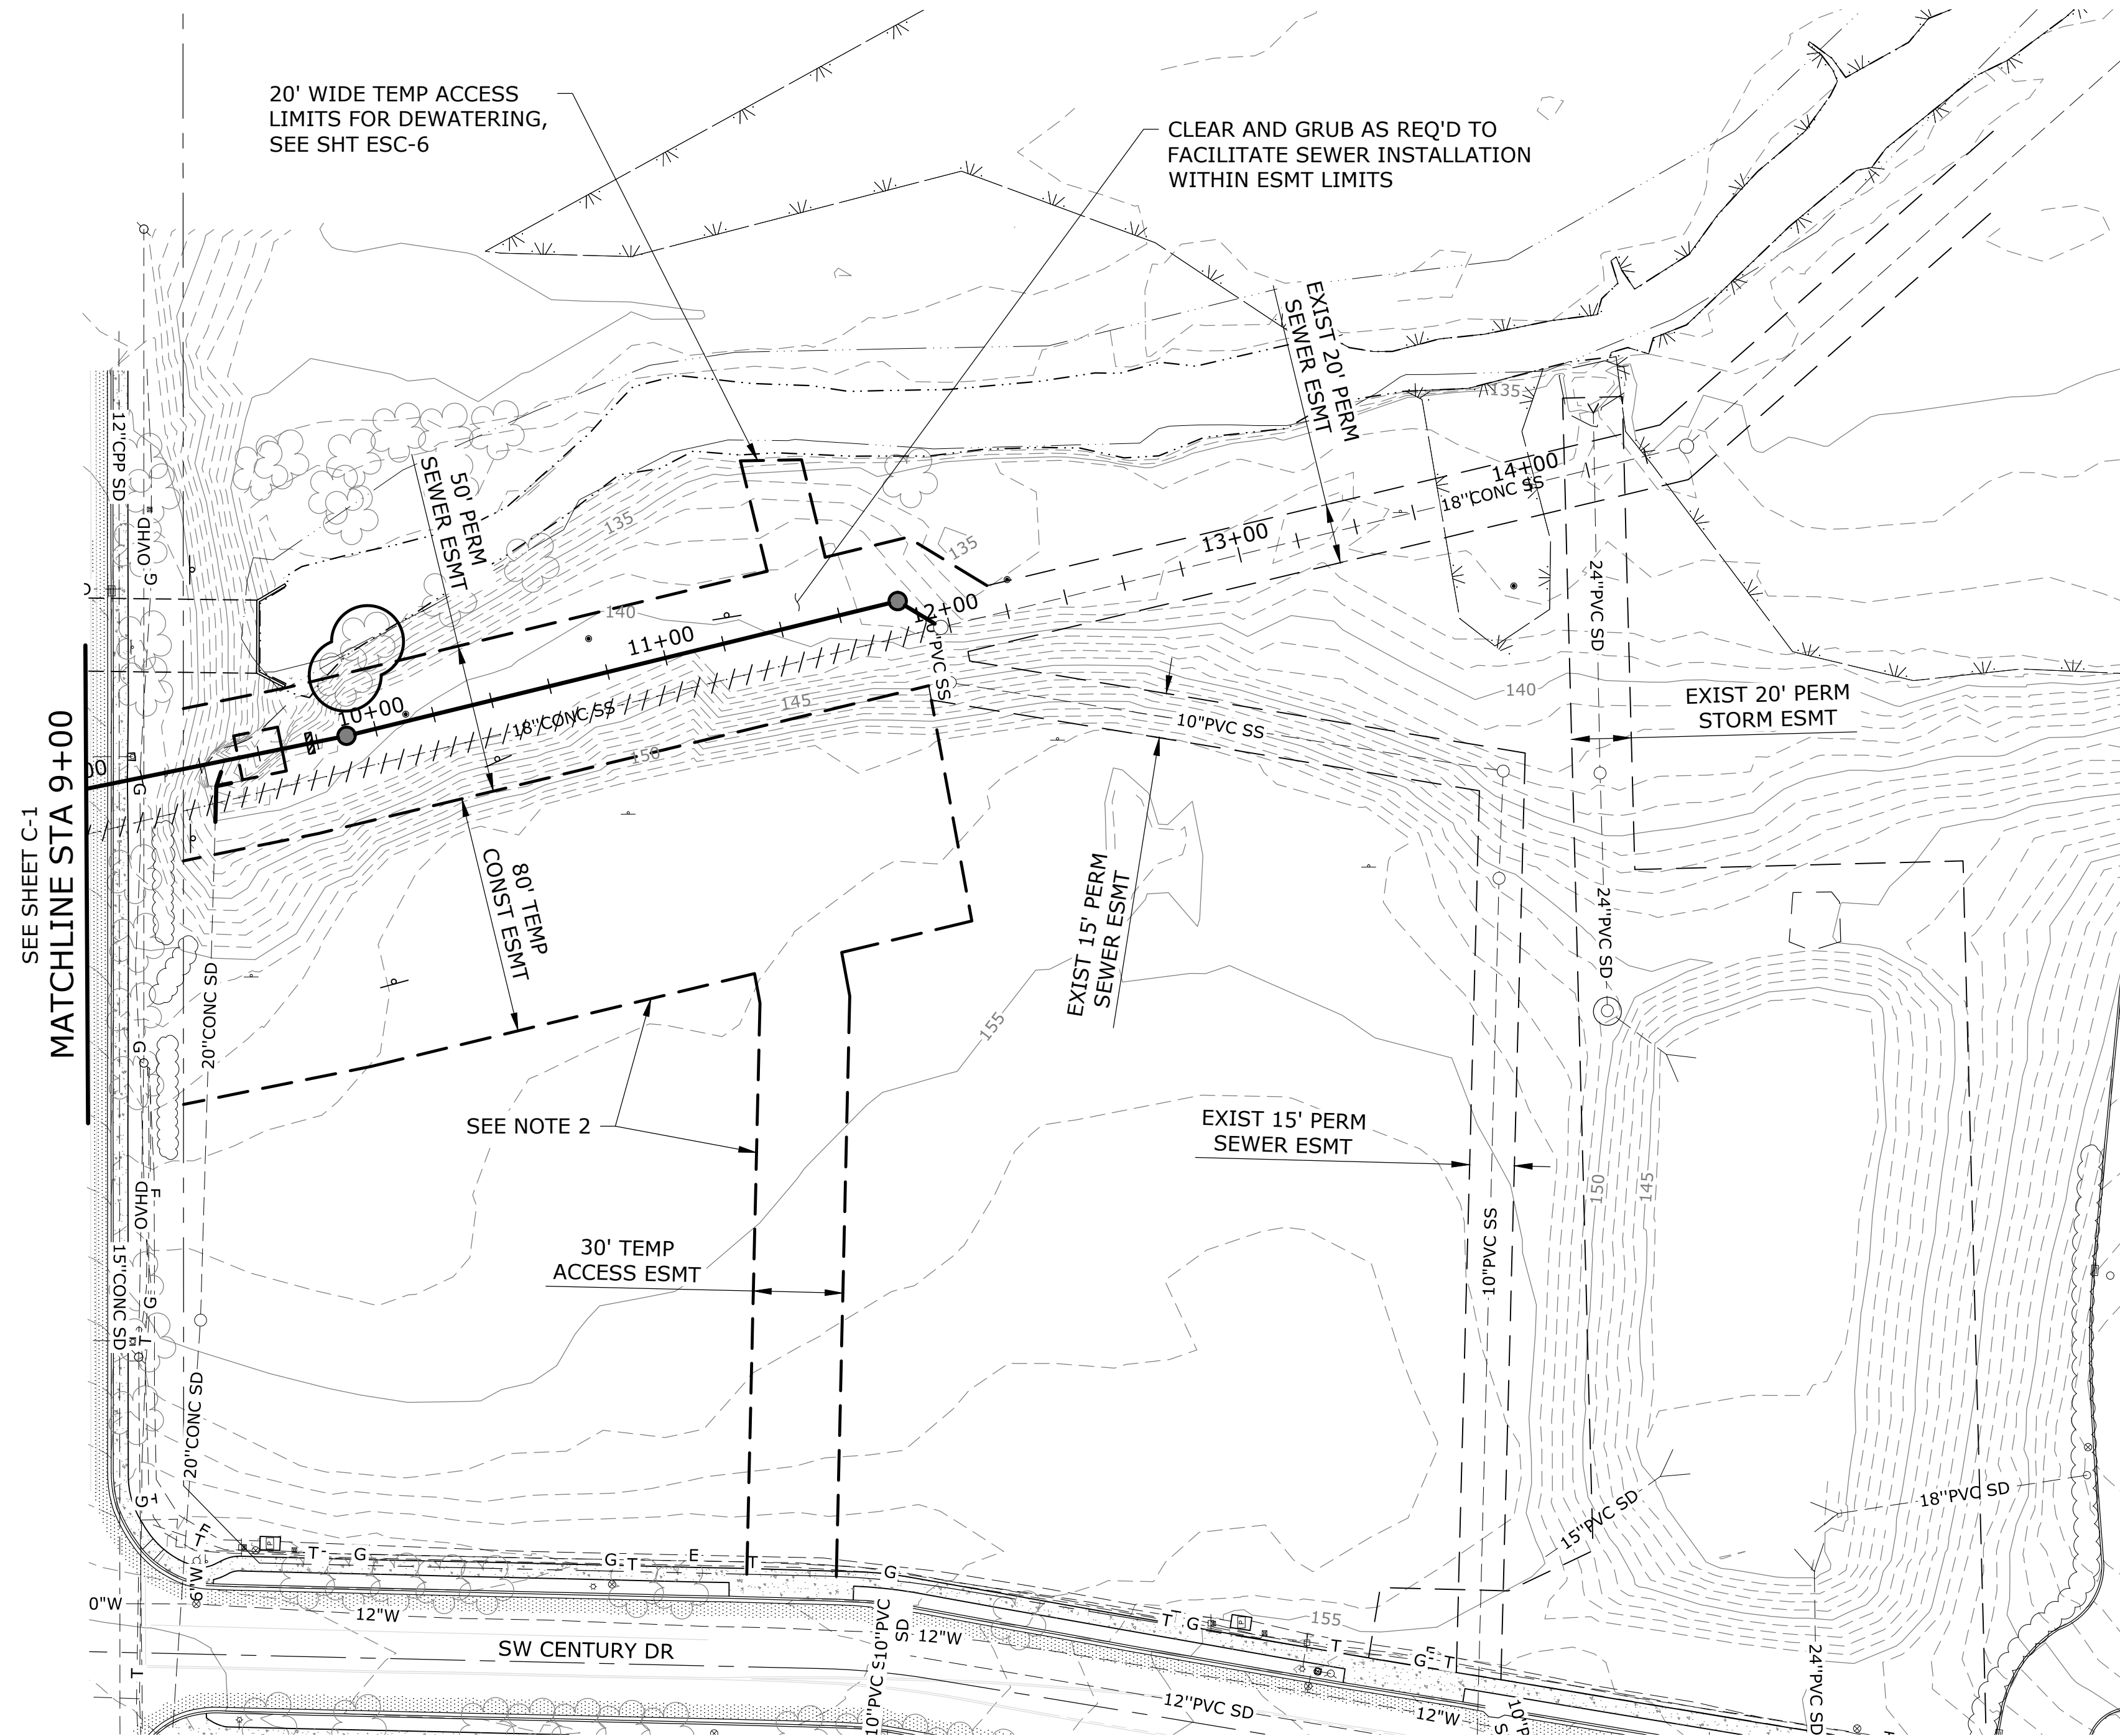 20' WIDE TEMP ACCESS
LIMITS FOR DEWATERING,
SEE SHT ESC-6
CLEAR AND GRUB AS REQ'D TO
FACILITATE SEWER INSTALLATION
WITHIN ESMT LIMITS
EXIST 20' PERM
SEWER ESMT
50' PERM
SEWER ESMT
12"CPP SD
OVHD
G
135
135
135
14+00
18"CONC SS
13+00
12+00
11+00
10+00
140
18"CONC SS
145
150
PVC SS
10"PVC SS
24"PVC SD
140
EXIST 20' PERM
STORM ESMT
00
G
SEE SHEET C-1
MATCHLINE STA 9+00
80' TEMP
CONST ESMT
EXIST 15' PERM
SEWER ESMT
24"PVC SD
20"CONC SD
G
155
SEE NOTE 2
EXIST 15' PERM
SEWER ESMT
150
145
OVHD
15"CONC SD
G
T
30' TEMP
ACCESS ESMT
10"PVC SS
20"CONC SD
G
T
15"PVC SD
18"PVC SD
T
G
G
T
E
T
G
6"W
0"W
12"W
10"PVC
SD
12"W
T
G
155
T
G
T
SW CENTURY DR
T
12"PVC SD
12"W
24"PVC SD